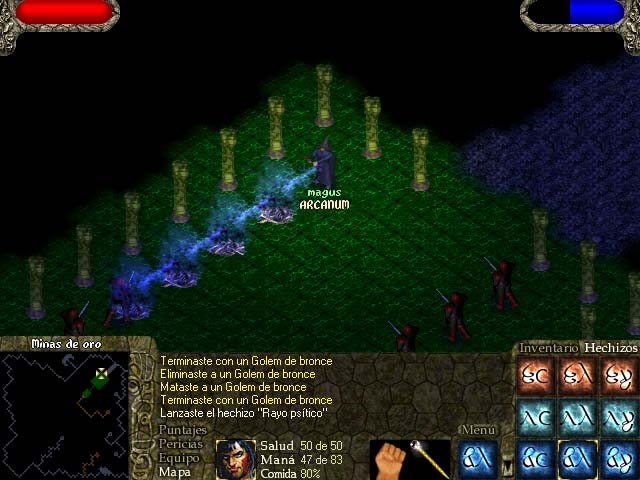 magus
ARCANUM
Minas de oro
Inventario Hechizos
Terminaste con un Golem de bronce
Eliminaste a un Golem de bronce
Mataste a un Golem de bronce
Terminaste con un Golem de bronce
Lanzaste el hechizo "Rayo psítico"
Puntajes
Pericias
Equipo
Mapa
Salud 50 de 50
Maná 47 de 83
Comida 80%
Menú